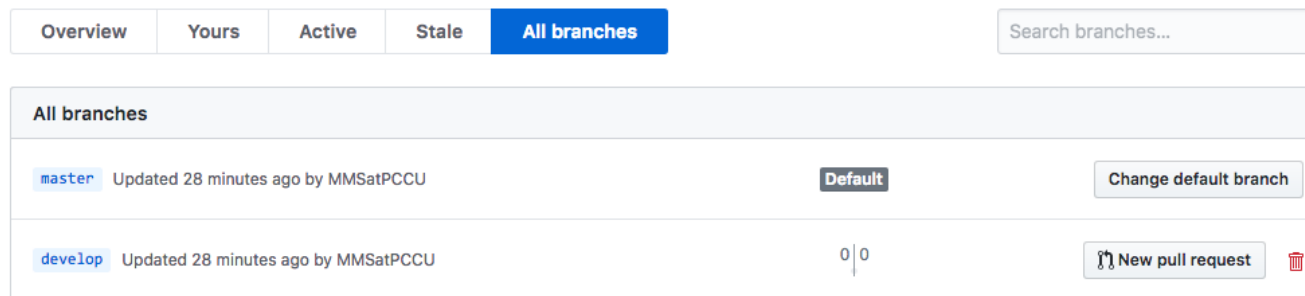 Overview Yours Active Stale All branches Search branches...
All branches
master Updated 28 minutes ago by MMSatPCCU Default Change default branch
develop Updated 28 minutes ago by MMSatPCCU 0 0 New pull request